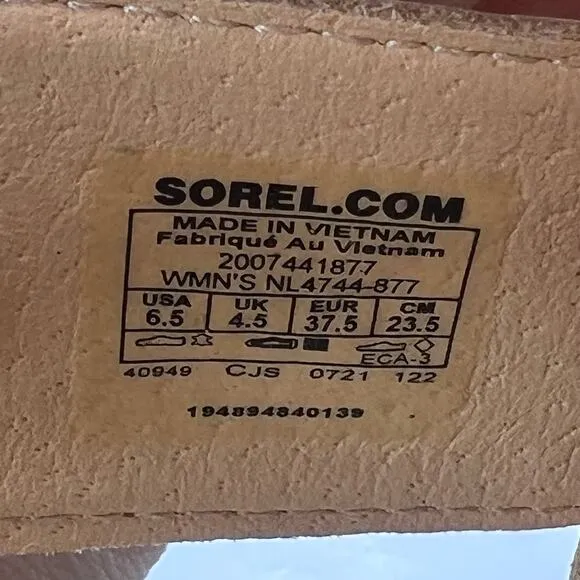 SOREL.COM
MADE IN VIETNAM
Fabriqué Au Vietnam
2007441877
WMN'S NL4744-877
USA UK EUR CM
6.5 4.5 37.5 23.5
ECA-3
40949 CJS 0721 122
194894840139